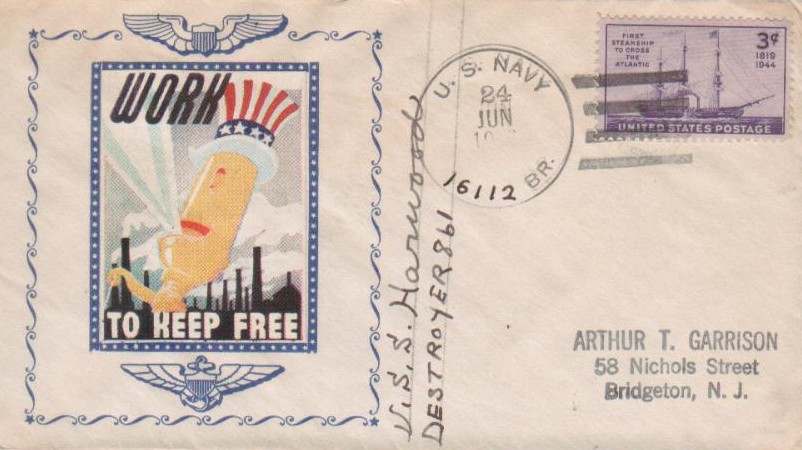 WORK
TO KEEP FREE
U.S.S. Harwood
DESTROYER 861
U. S. NAVY
24
JUN
16112 BR.
FIRST
STEAMSHIP
TO CROSS
THE
ATLANTIC
3¢
1819
1944
UNITED STATES POSTAGE
ARTHUR T. GARRISON
58 Nichols Street
Bridgeton, N. J.